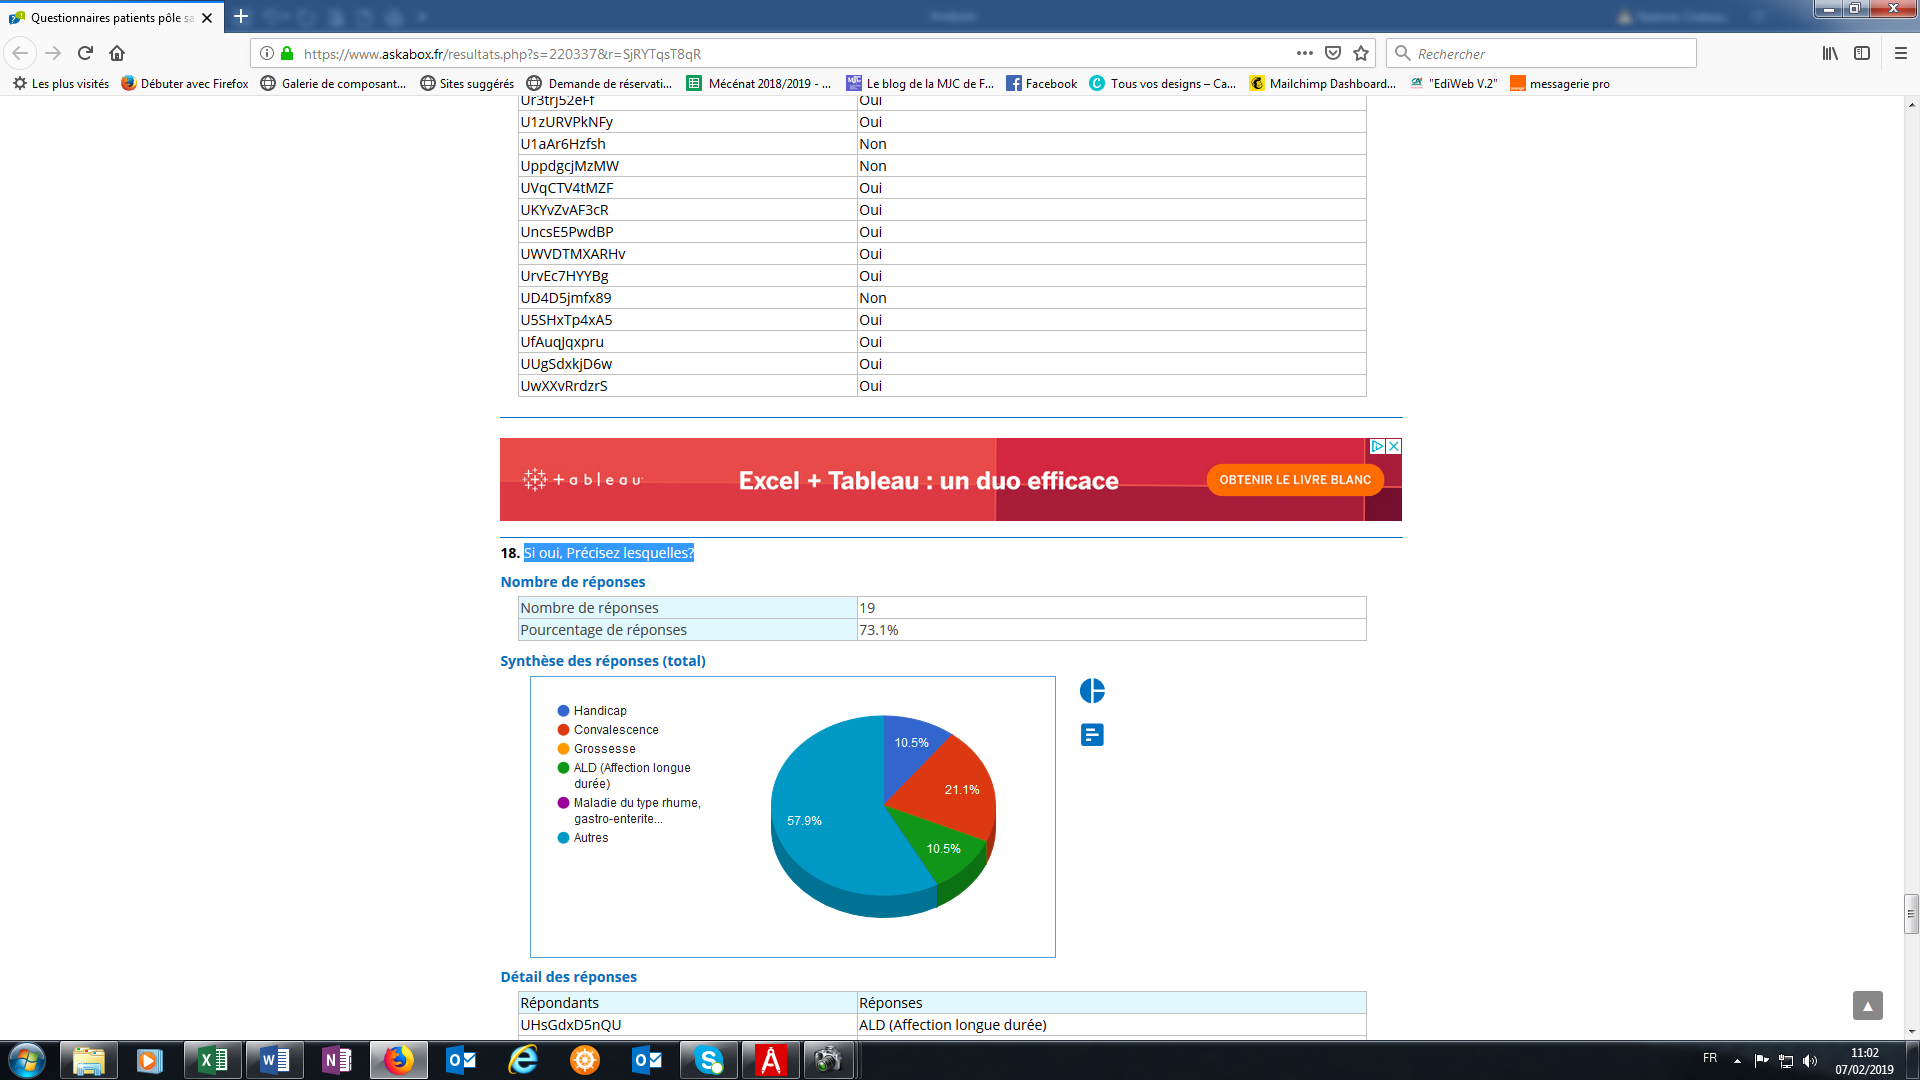 Questionnaires patients pôle sa
https://www.askabox.fr/resultats.php?s=220337&r=SjRYTqsT8qR
Rechercher
Les plus visités Débuter avec Firefox Galerie de composant... Sites suggérés Demande de réservati... Mécénat 2018/2019 - ... Le blog de la MJC de F... Facebook Tous vos designs – Ca... Mailchimp Dashboard... "EdiWeb V.2" messagerie pro
Ur3trj52eFf Oui
U1zURVPkNFy Oui
U1aAr6Hzfsh Non
UppdgcjMzMW Non
UVqCTV4tMZF Oui
UKYvZvAF3cR Oui
UncsE5PwdBP Oui
UWVDTMXARHv Oui
UrvEc7HYYBg Oui
UD4D5jmfx89 Non
U5SHxTp4xA5 Oui
UfAuqJqxpru Oui
UUgSdxkjD6w Oui
UwXXvRrdzrS Oui
+ableau Excel + Tableau : un duo efficace OBTENIR LE LIVRE BLANC
18. Si oui, Précisez lesquelles?
Nombre de réponses
Nombre de réponses 19
Pourcentage de réponses 73.1%
Synthèse des réponses (total)
Handicap
Convalescence
Grossesse
ALD (Affection longue
durée)
Maladie du type rhume,
gastro-enterite...
Autres
10.5%
21.1%
10.5%
57.9%
Détail des réponses
Répondants Réponses
UHsGdxD5nQU ALD (Affection longue durée)
FR
11:02
07/02/2019